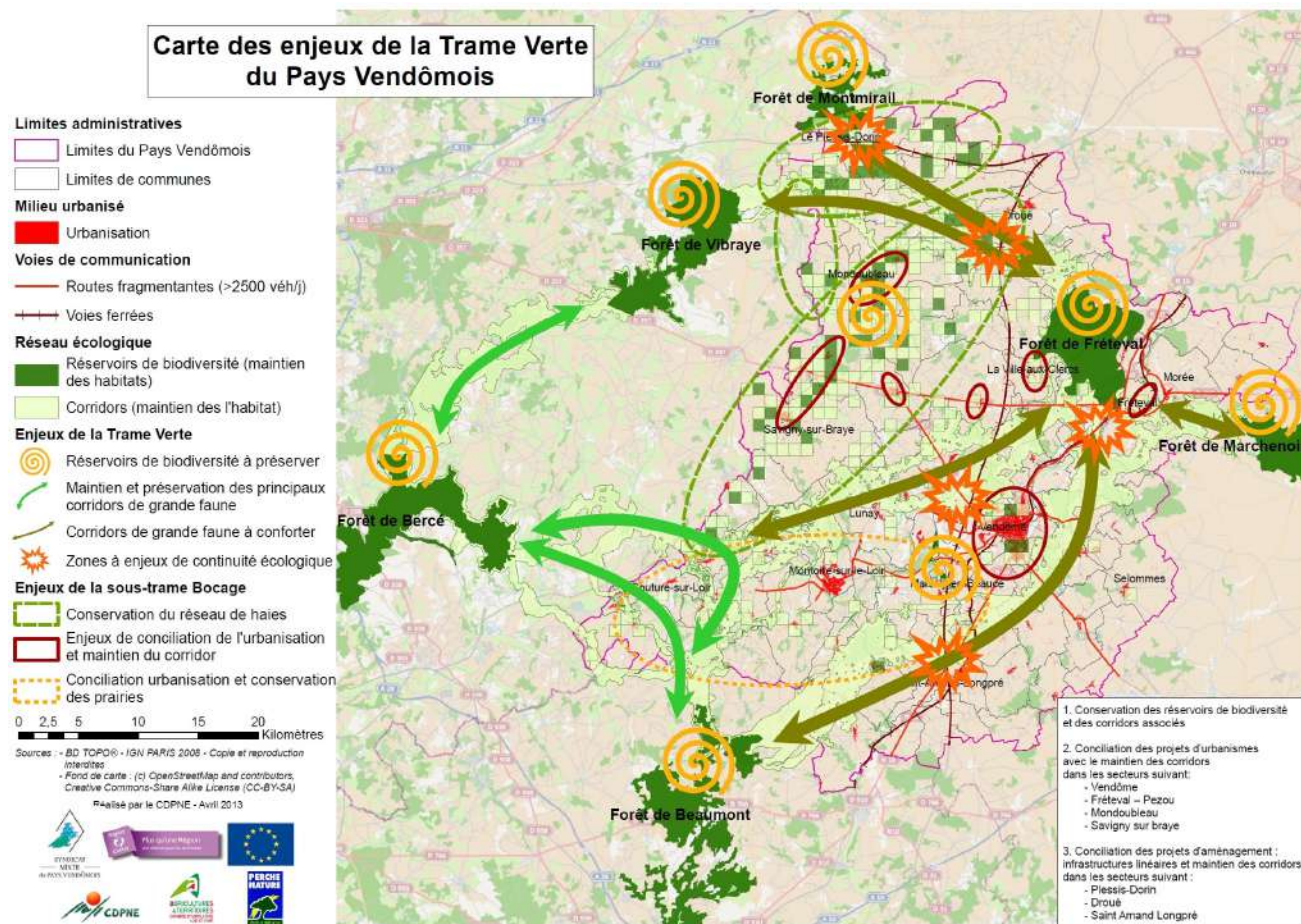 Carte des enjeux de la Trame Verte
du Pays Vendômois
Limites administratives
Limites du Pays Vendômois
Limites de communes
Milieu urbanisé
Urbanisation
Voies de communication
Routes fragmentantes (>2500 véh/j)
Voies ferrées
Réseau écologique
Réservoirs de biodiversité (maintien
des habitats)
Corridors (maintien des l'habitat)
Enjeux de la Trame Verte
Réservoirs de biodiversité à préserver
Maintien et préservation des principaux
corridors de grande faune
Corridors de grande faune à conforter
Zones à enjeux de continuité écologique
Enjeux de la sous-trame Bocage
Conservation du réseau de haies
Enjeux de conciliation de l'urbanisation
et maintien du corridor
Conciliation urbanisation et conservation
des prairies
0 2,5 5 10 15 20
Kilomètres
Sources : - BD TOPO® - IGN PARIS 2008 - Copie et reproduction
interdites
- Fond de carte : (c) OpenStreetMap and contributors,
Creative Commons-Share Alike License (CC-BY-SA)
Réalisé par le CDPNE - Avril 2013
SYNDICAT
MIXTE
du PAYS VENDÔMOIS
CDPNE
AGRICULTURES
& TERRITOIRES
PERCHE
NATURE
Forêt de Montmirail
Forêt de Vibraye
Droué
Mondoubleau
Forêt de Fréteval
La Ville-aux-Clercs
Morée
Fréteval
Savigny-sur-Braye
Forêt de Marchenoi
Forêt de Bercé
Lunay
Vendôme
Montoire-sur-le-Loir
Selommes
Forêt de Beaumont
1. Conservation des réservoirs de biodiversité
et des corridors associés
2. Conciliation des projets d'urbanismes
avec le maintien des corridors
dans les secteurs suivant:
- Vendôme
- Fréteval – Pezou
- Mondoubleau
- Savigny sur braye
3. Conciliation des projets d'aménagement :
infrastructures linéaires et maintien des corridors
dans les secteurs suivant :
- Plessis-Dorin
- Droué
- Saint Amand Longpré